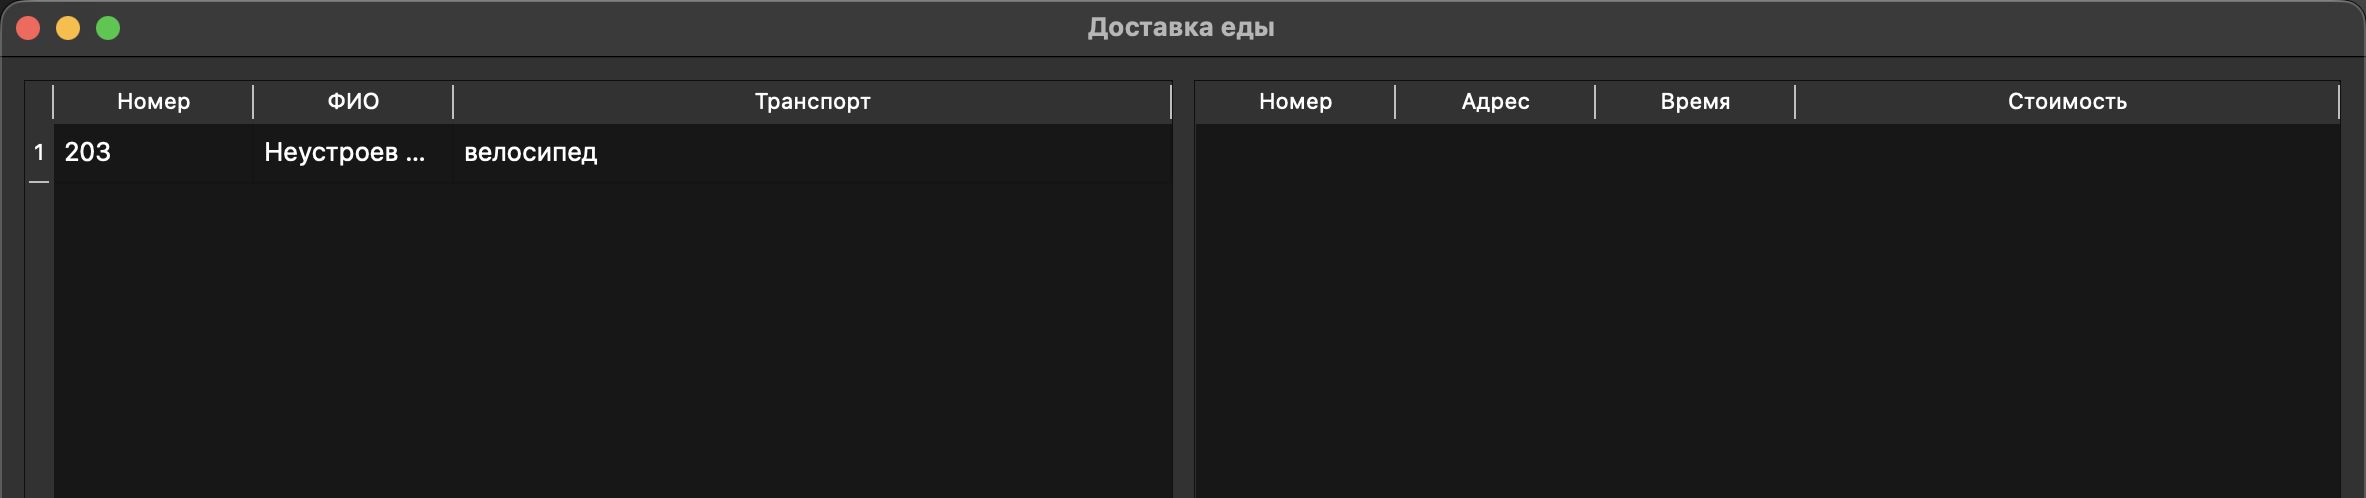 Доставка еды
Номер ФИО Транспорт
1 203 Неустроев ... велосипед
Номер Адрес Время Стоимость